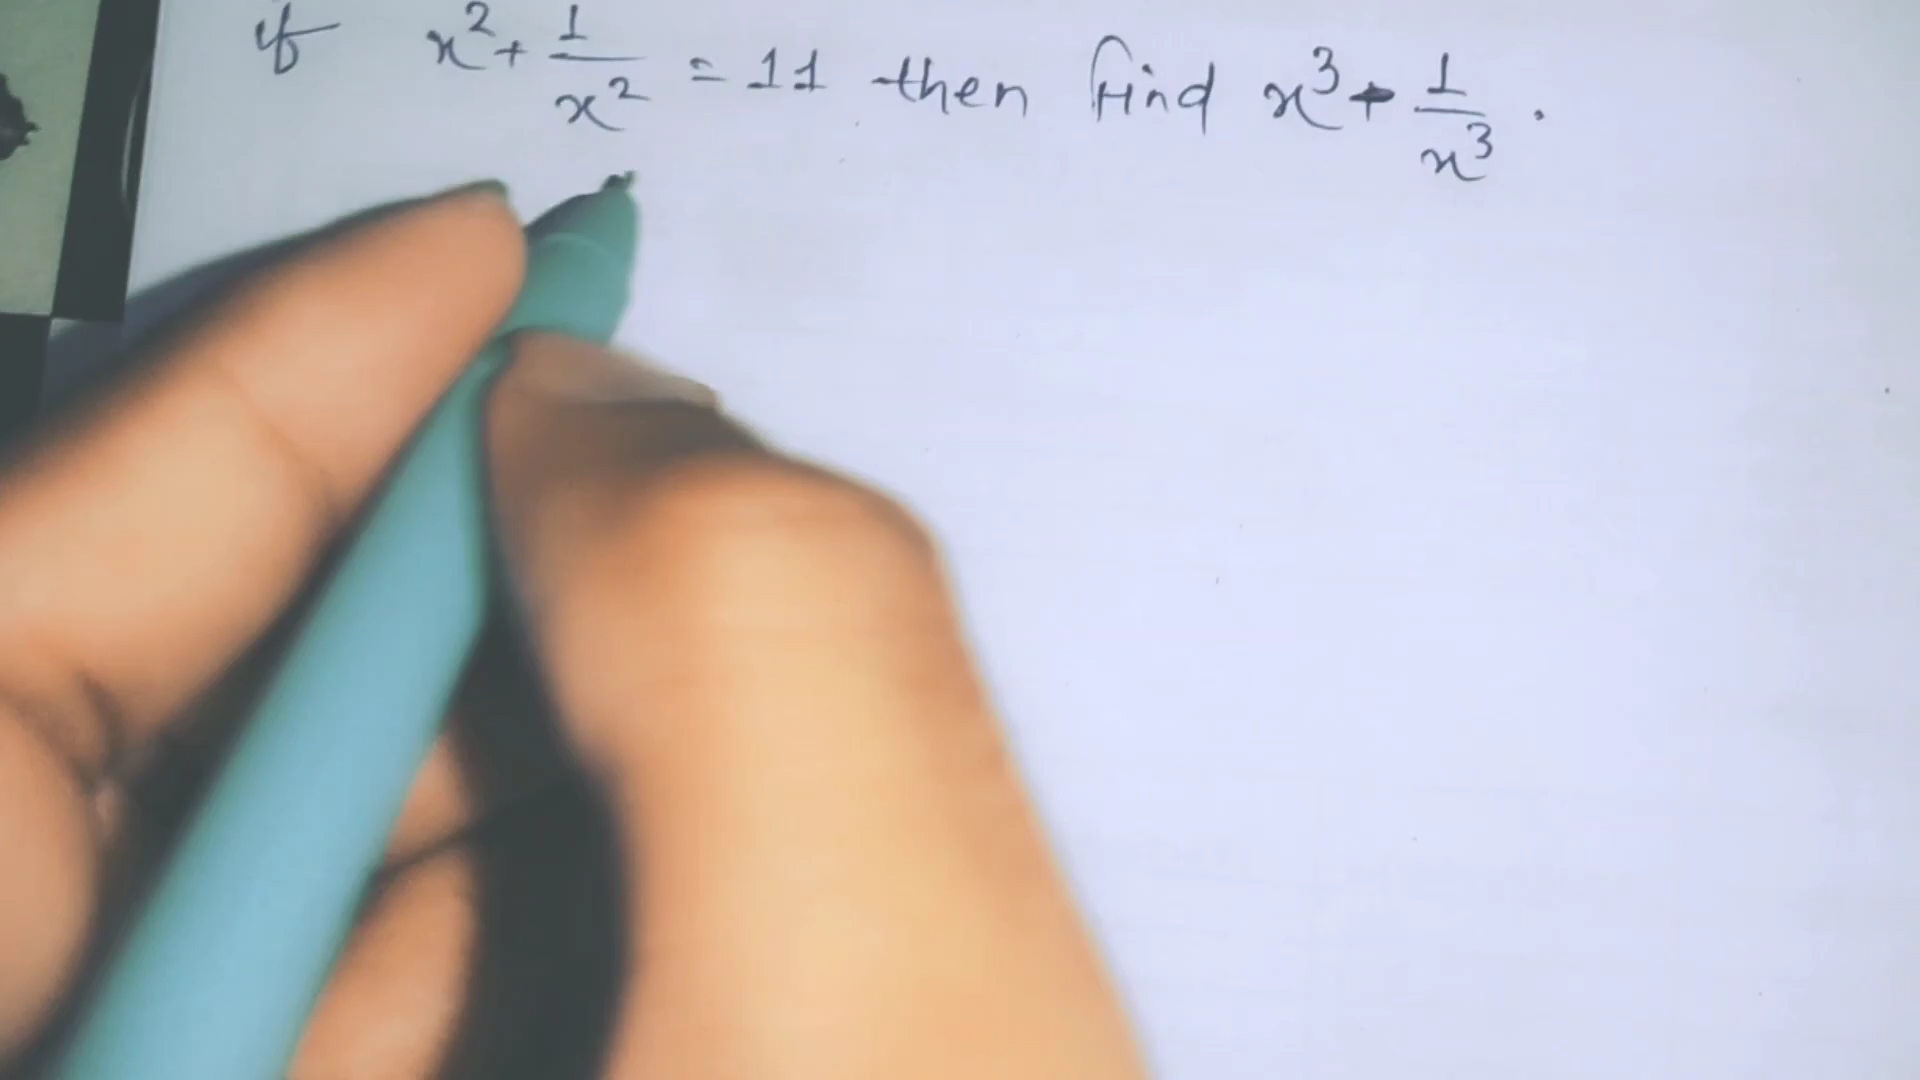 if x² + 1/x² = 11 then find x³ - 1/x³ .